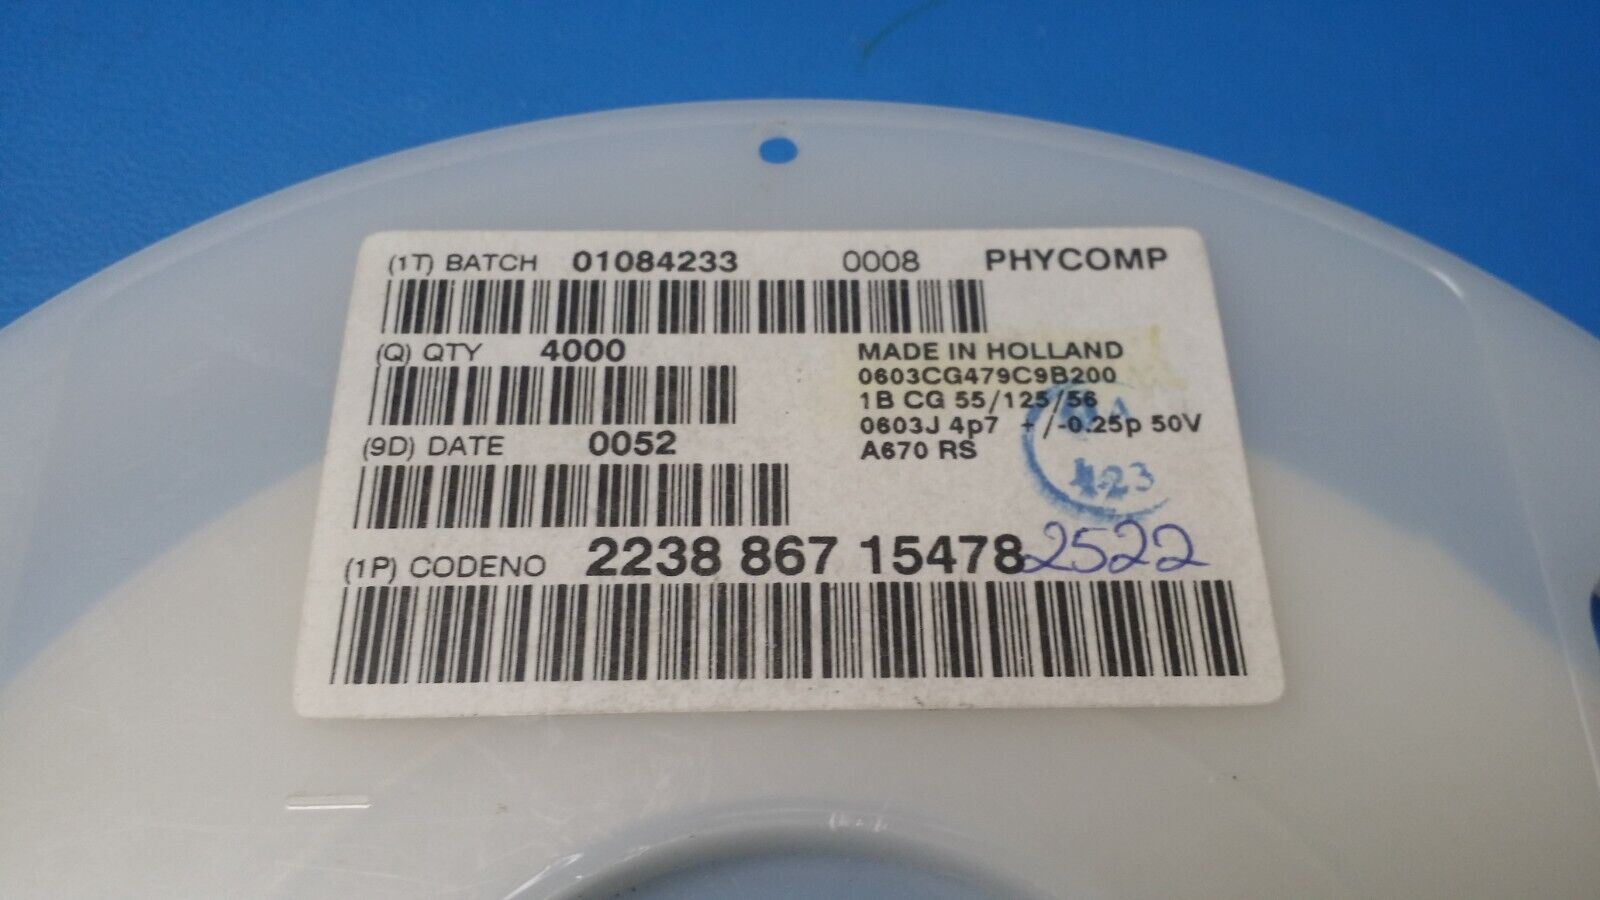 (1T) BATCH 01084233 0008 PHYCOMP
(Q) QTY 4000
MADE IN HOLLAND
0603CG479C9B200
1B CG 55/125/56
0603J 4p7 +/-0.25p 50V
A670 RS
(9D) DATE 0052
423
(1P) CODENO 2238 867 15478 2522